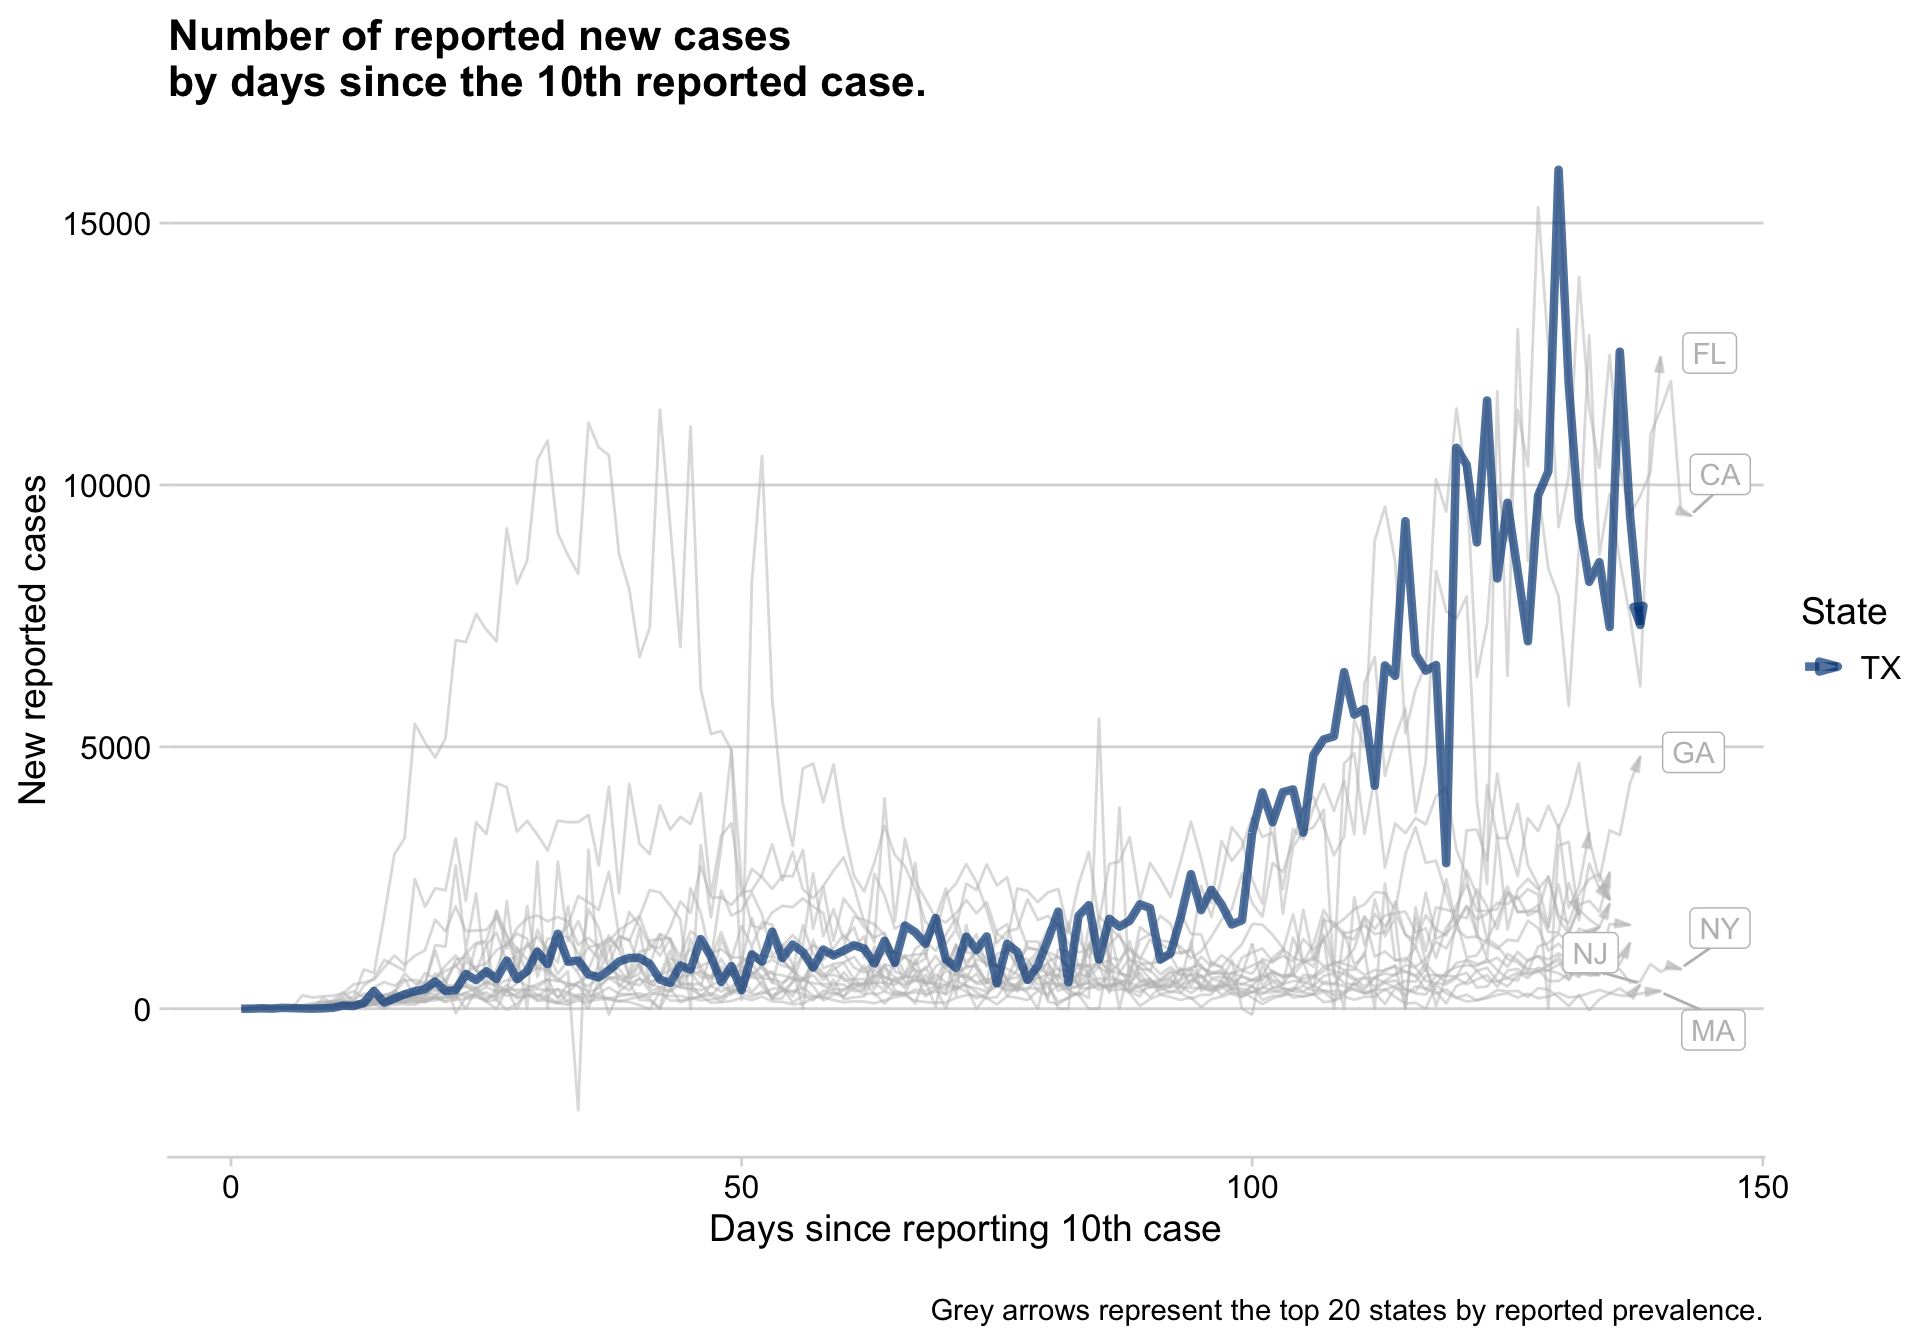 Number of reported new cases
by days since the 10th reported case.
15000
10000
5000
0
New reported cases
FL
CA
GA
NY
NJ
MA
State
TX
0
50
100
150
Days since reporting 10th case
Grey arrows represent the top 20 states by reported prevalence.